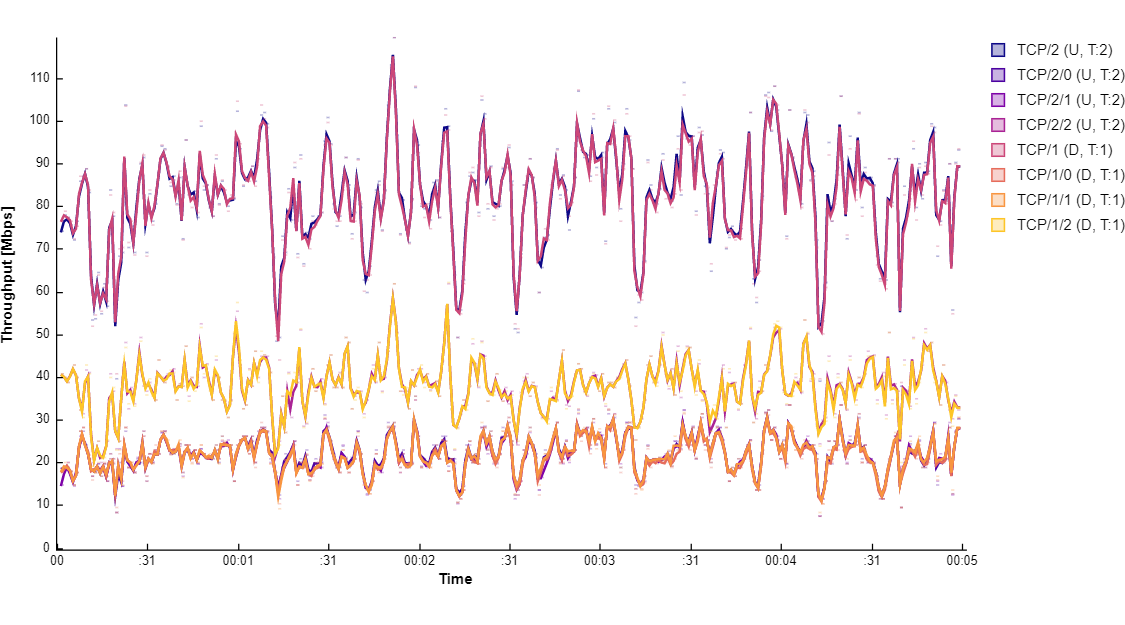 Throughput [Mbps]
110
100
90
80
70
60
50
40
30
20
10
0
00 :31 00:01 :31 00:02 :31 00:03 :31 00:04 :31 00:05
Time
TCP/2 (U, T:2)
TCP/2/0 (U, T:2)
TCP/2/1 (U, T:2)
TCP/2/2 (U, T:2)
TCP/1 (D, T:1)
TCP/1/0 (D, T:1)
TCP/1/1 (D, T:1)
TCP/1/2 (D, T:1)